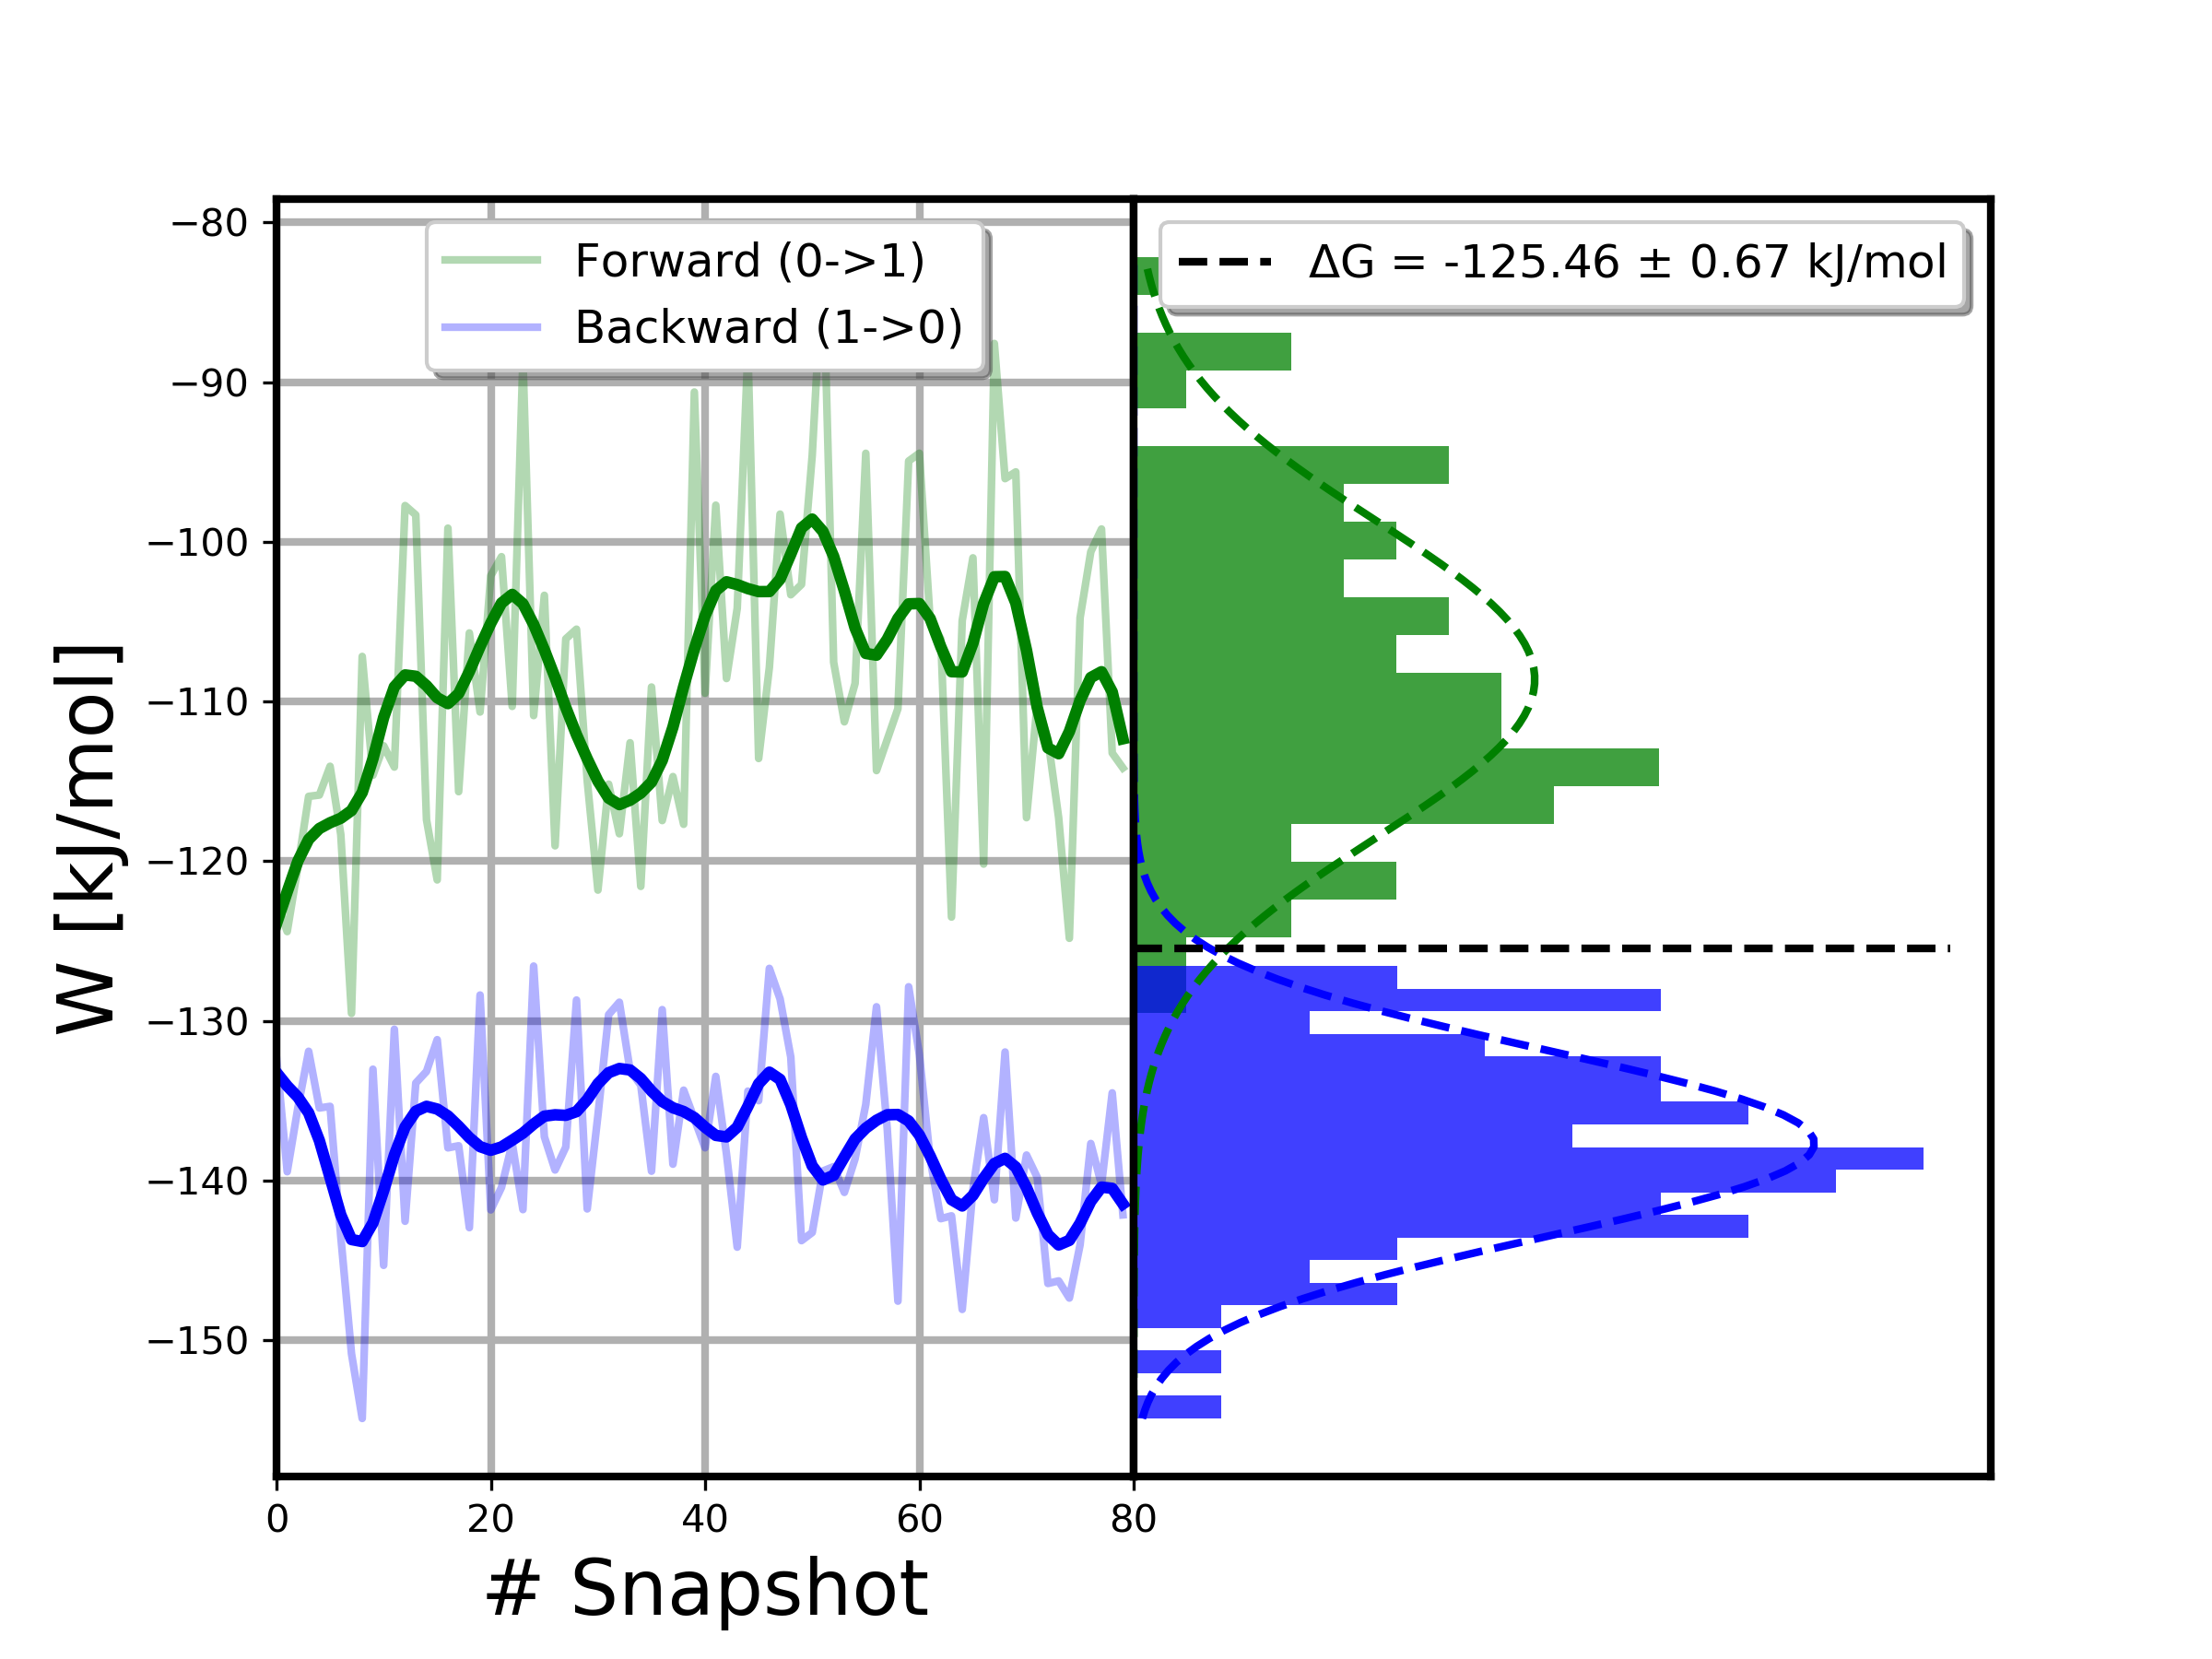 W [kJ/mol]
−80
−90
−100
−110
−120
−130
−140
−150
Forward (0->1)
Backward (1->0)
ΔG = -125.46 ± 0.67 kJ/mol
0 20 40 60 80
# Snapshot